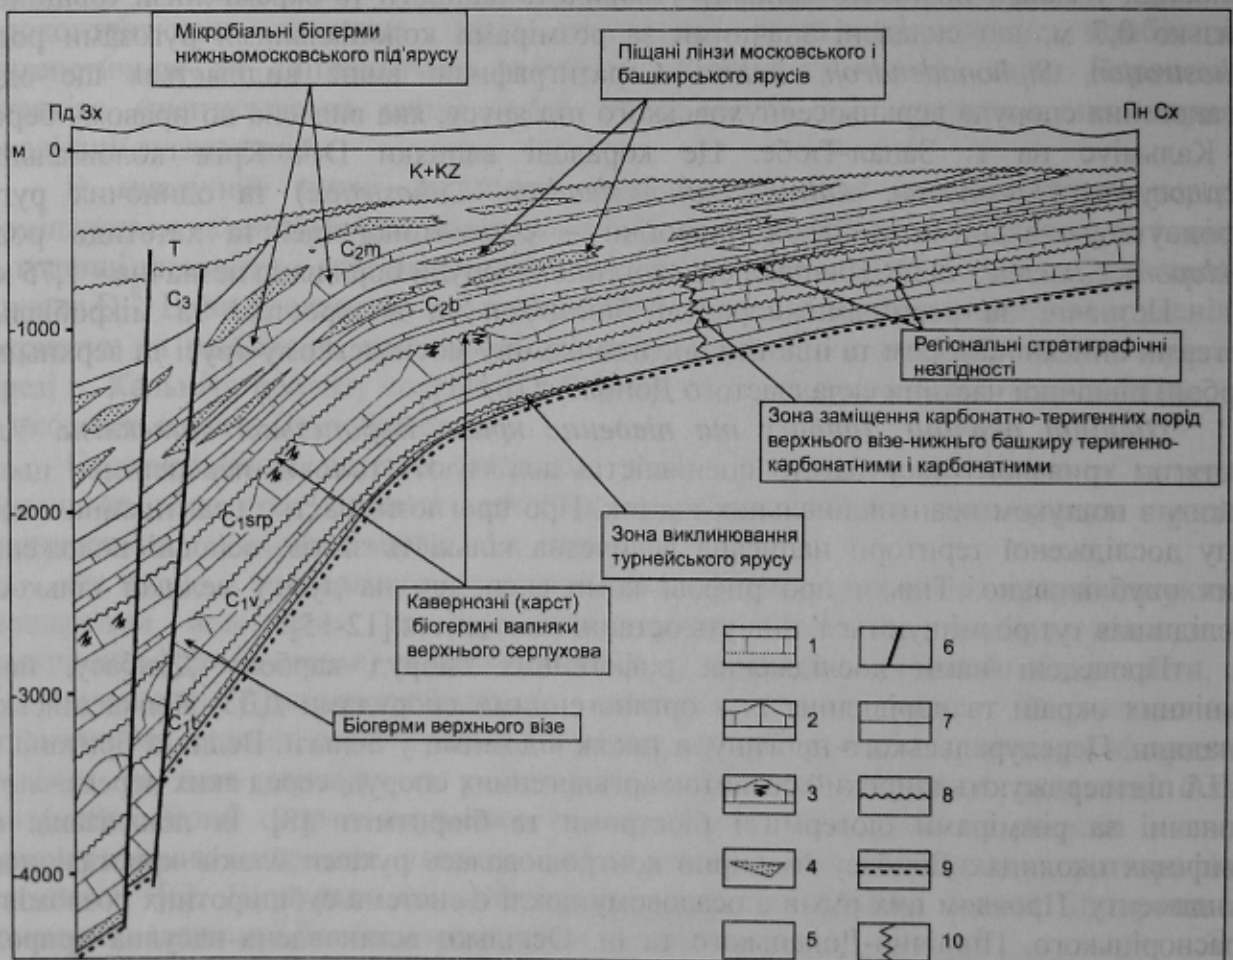 Мікробіальні біогерми
нижньомосковського під'ярусу
Піщані лінзи московського і
башкирського ярусів
Пд Зх
Пн Сх
м
0
1000
2000
3000
4000
K+KZ
C₂m
C₃
C₂b
C₁srp
C₁v
C₁t
Регіональні стратиграфічні
незгідності
Зона заміщення карбонатно-теригенних порід
верхнього візе-нижнього башкиру теригенно-
карбонатними і карбонатними
Зона виклинювання
турнейського ярусу
Кавернозні (карст)
біогермні вапняки
верхнього серпухова
Біогерми верхнього візе
1
2
3
4
5
6
7
8
9
10